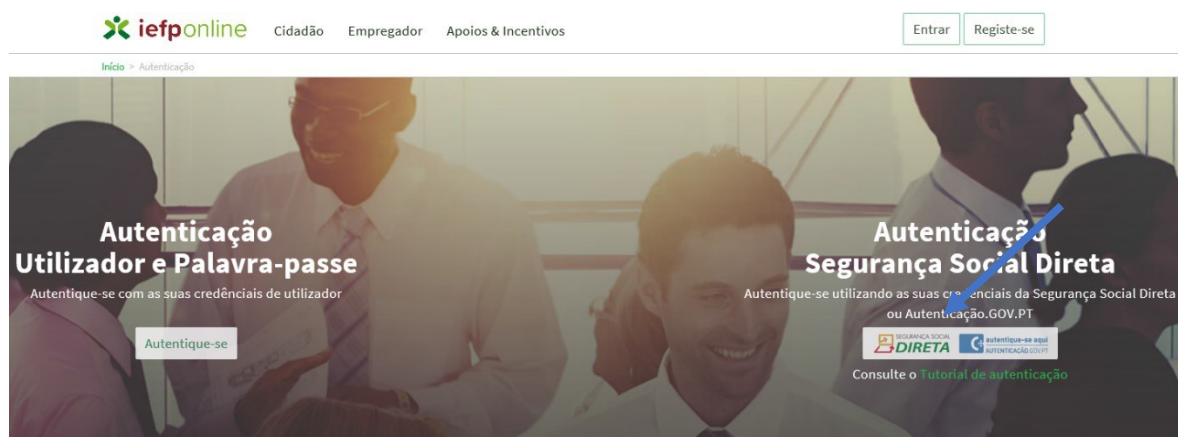 iefponline Cidadão Empregador Apoios & Incentivos Entrar Registe-se
Início > Autenticação
Autenticação
Utilizador e Palavra-passe
Autentique-se com as suas credênciais de utilizador
Autentique-se
Autenticação
Segurança Social Direta
Autentique-se utilizando as suas credenciais da Segurança Social Direta
ou Autenticação.GOV.PT
SEGURANÇA SOCIAL
DIRETA
autentique-se aqui
AUTENTICAÇÃO.GOV.PT
Consulte o Tutorial de autenticação